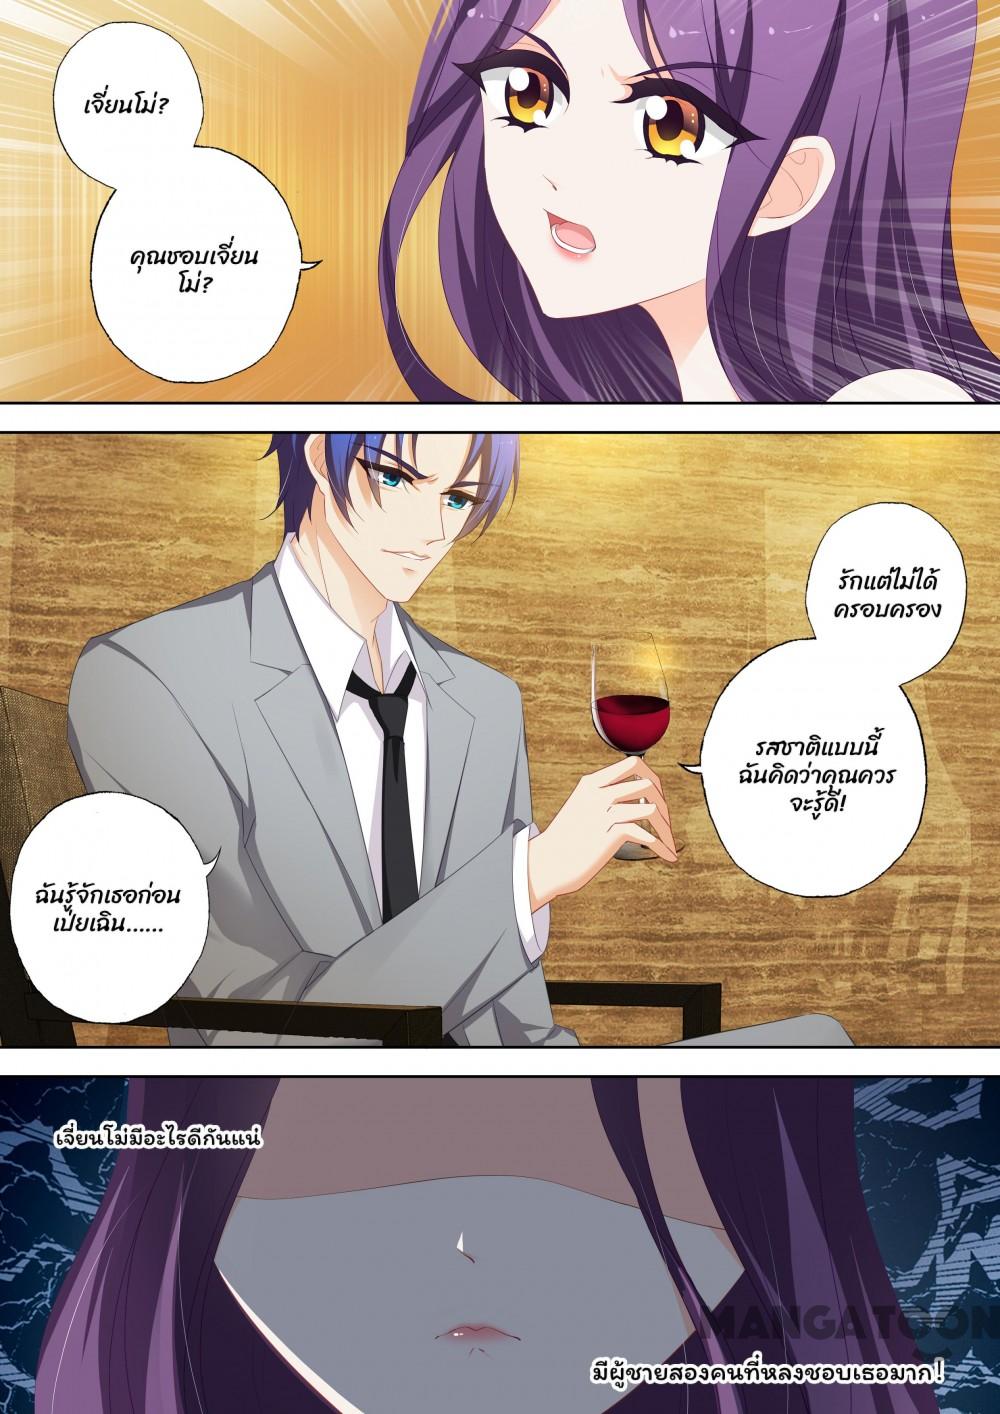 เจี่ยนโม่?
คุณชอบเจี่ยน
โม่?
รักแต่ไม่ได้
ครอบครอง
รสชาติแบบนี้
ฉันคิดว่าคุณควร
จะรู้ดี!
ฉันรู้จักเธอก่อน
เป่ยเฉิน......
เจี่ยนโม่มีอะไรดีกันแน่
MANGATOON
มีผู้ชายสองคนที่หลงชอบเธอมาก!